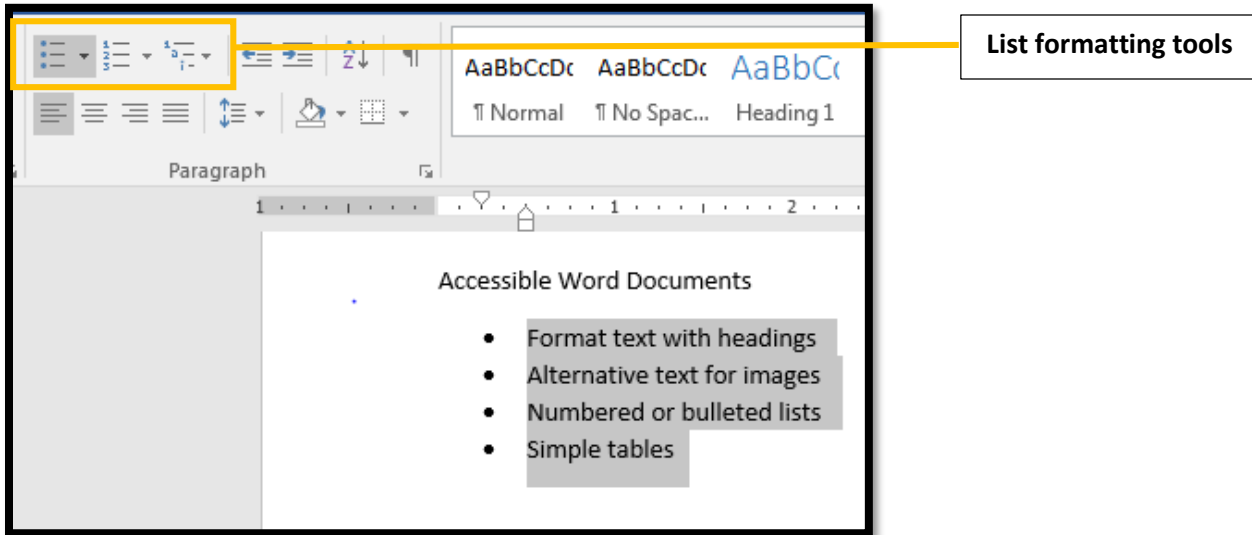 List formatting tools
AaBbCcDc AaBbCcDc AaBbC
¶ Normal ¶ No Spac... Heading 1
Paragraph
1 1 2
Accessible Word Documents
• Format text with headings
• Alternative text for images
• Numbered or bulleted lists
• Simple tables